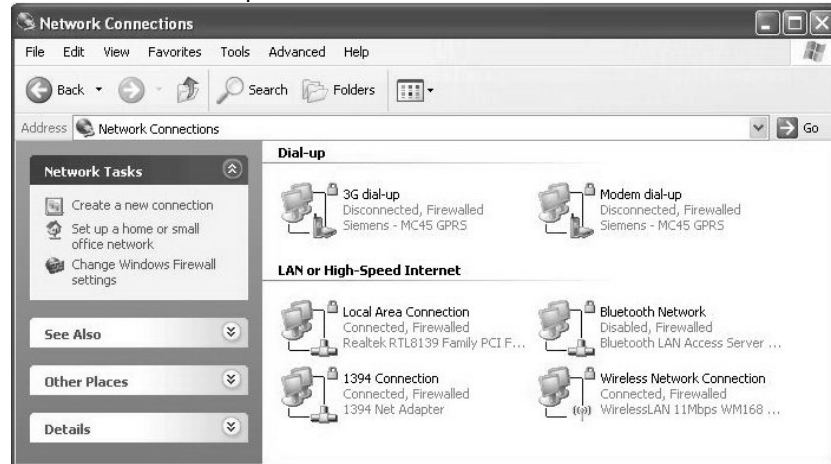 Network Connections
File Edit View Favorites Tools Advanced Help
Back Search Folders
Address Network Connections Go
Network Tasks
Create a new connection
Set up a home or small
office network
Change Windows Firewall
settings
See Also
Other Places
Details
Dial-up
3G dial-up
Disconnected, Firewalled
Siemens - MC45 GPRS
Modem dial-up
Disconnected, Firewalled
Siemens - MC45 GPRS
LAN or High-Speed Internet
Local Area Connection
Connected, Firewalled
Realtek RTL8139 Family PCI F...
Bluetooth Network
Disabled, Firewalled
Bluetooth LAN Access Server ...
1394 Connection
Connected, Firewalled
1394 Net Adapter
Wireless Network Connection
Connected, Firewalled
WirelessLAN 11Mbps WM168 ...